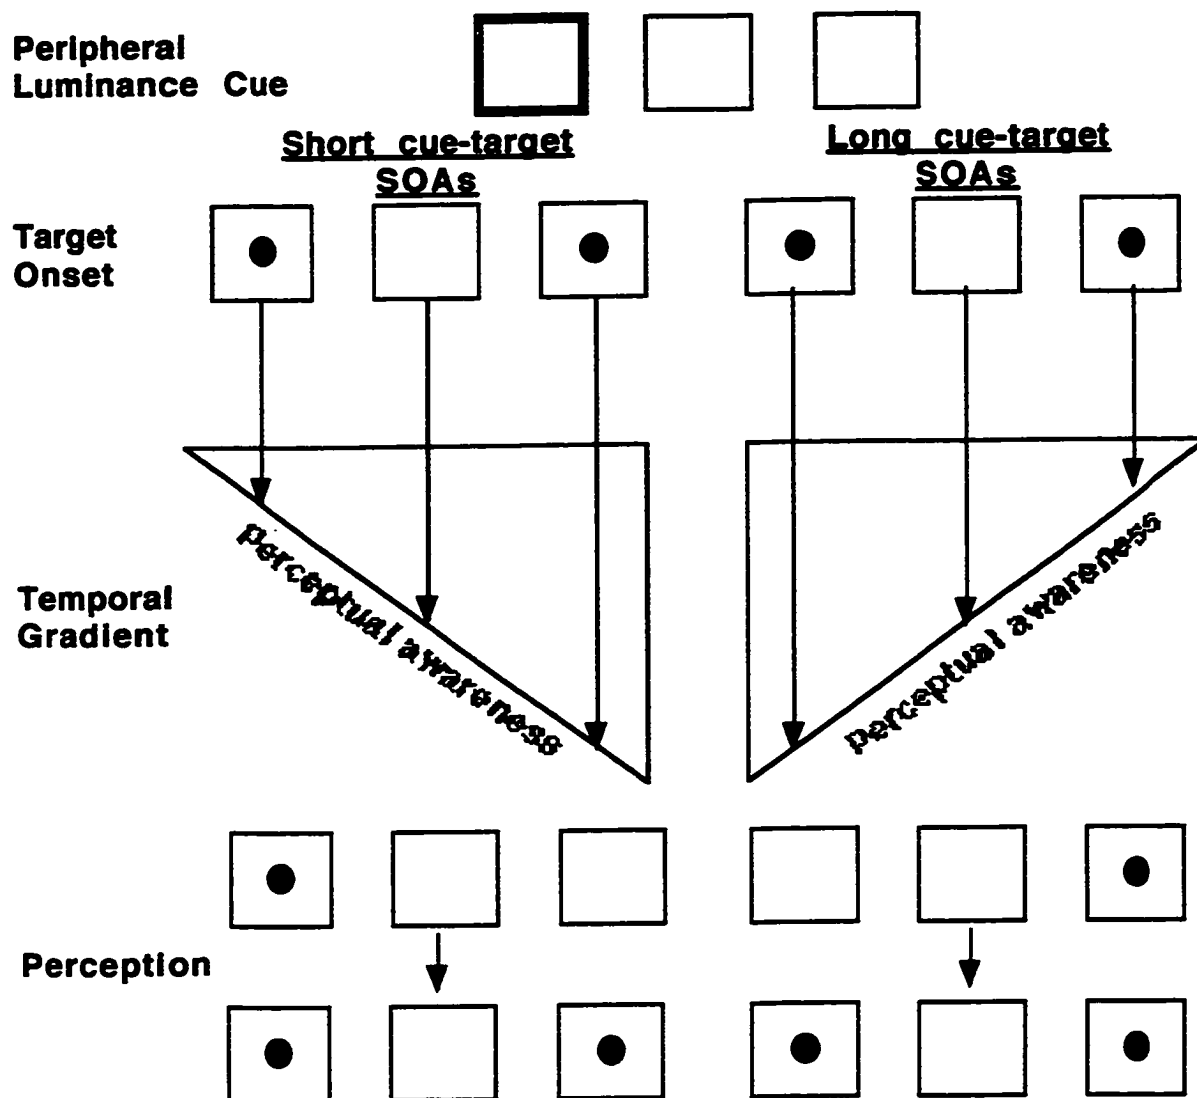 Peripheral
Luminance Cue
Short cue-target
SOAs
Long cue-target
SOAs
Target
Onset
Temporal
Gradient
perceptual awareness
perceptual awareness
Perception